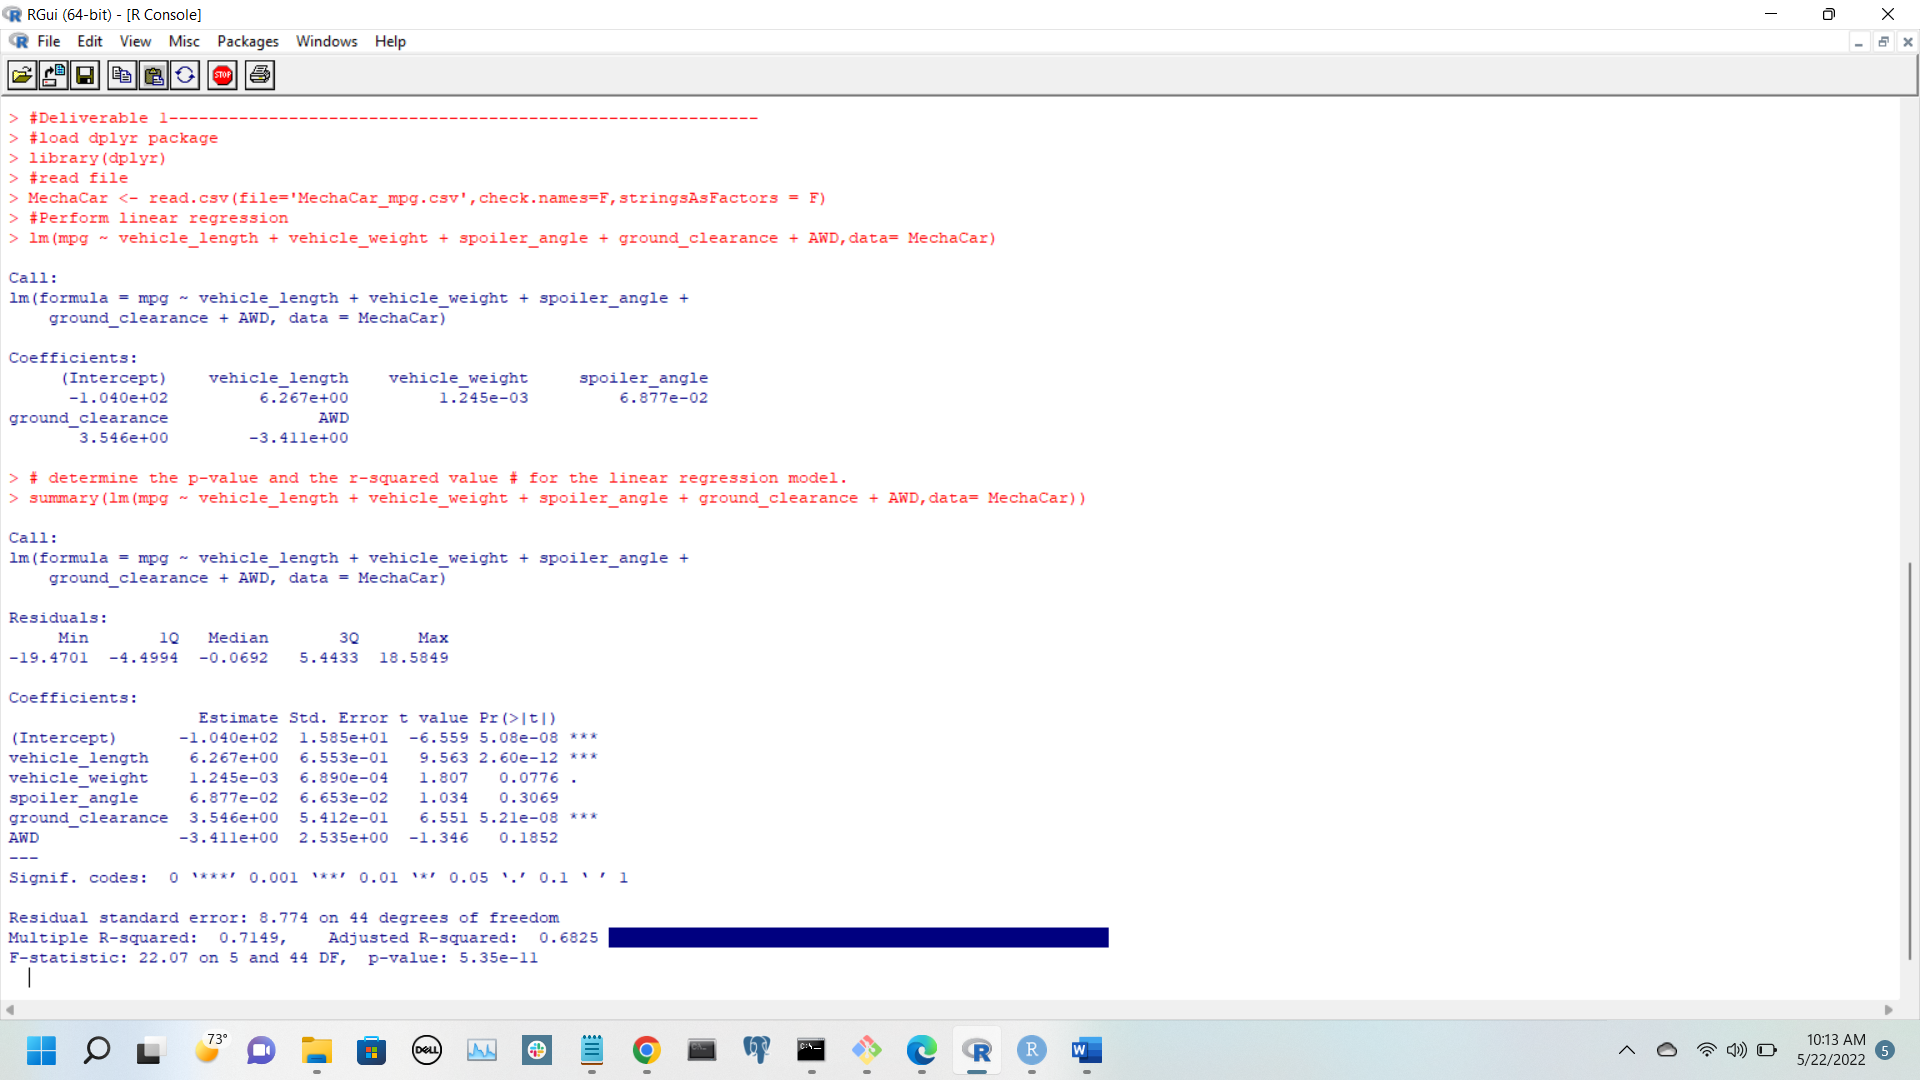 RGui (64-bit) - [R Console]
File Edit View Misc Packages Windows Help
STOP
> #Deliverable 1-----------------------------------------------------------
> #load dplyr package
> library(dplyr)
> #read file
> MechaCar <- read.csv(file='MechaCar_mpg.csv',check.names=F,stringsAsFactors = F)
> #Perform linear regression
> lm(mpg ~ vehicle_length + vehicle_weight + spoiler_angle + ground_clearance + AWD,data= MechaCar)
Call:
lm(formula = mpg ~ vehicle_length + vehicle_weight + spoiler_angle +
    ground_clearance + AWD, data = MechaCar)
Coefficients:
     (Intercept)    vehicle_length    vehicle_weight     spoiler_angle
      -1.040e+02         6.267e+00         1.245e-03         6.877e-02
ground_clearance               AWD
       3.546e+00        -3.411e+00
> # determine the p-value and the r-squared value # for the linear regression model.
> summary(lm(mpg ~ vehicle_length + vehicle_weight + spoiler_angle + ground_clearance + AWD,data= MechaCar))
Call:
lm(formula = mpg ~ vehicle_length + vehicle_weight + spoiler_angle +
    ground_clearance + AWD, data = MechaCar)
Residuals:
     Min       1Q   Median       3Q      Max
-19.4701  -4.4994  -0.0692   5.4433  18.5849
Coefficients:
                   Estimate Std. Error t value Pr(>|t|)
(Intercept)      -1.040e+02  1.585e+01  -6.559 5.08e-08 ***
vehicle_length    6.267e+00  6.553e-01   9.563 2.60e-12 ***
vehicle_weight    1.245e-03  6.890e-04   1.807   0.0776 .
spoiler_angle     6.877e-02  6.653e-02   1.034   0.3069
ground_clearance  3.546e+00  5.412e-01   6.551 5.21e-08 ***
AWD              -3.411e+00  2.535e+00  -1.346   0.1852
---
Signif. codes:  0 ‘***’ 0.001 ‘**’ 0.01 ‘*’ 0.05 ‘.’ 0.1 ‘ ’ 1
Residual standard error: 8.774 on 44 degrees of freedom
Multiple R-squared:  0.7149,    Adjusted R-squared:  0.6825
F-statistic: 22.07 on 5 and 44 DF,  p-value: 5.35e-11
73°
DELL
C:\_
R
R
W
10:13 AM
5/22/2022
5